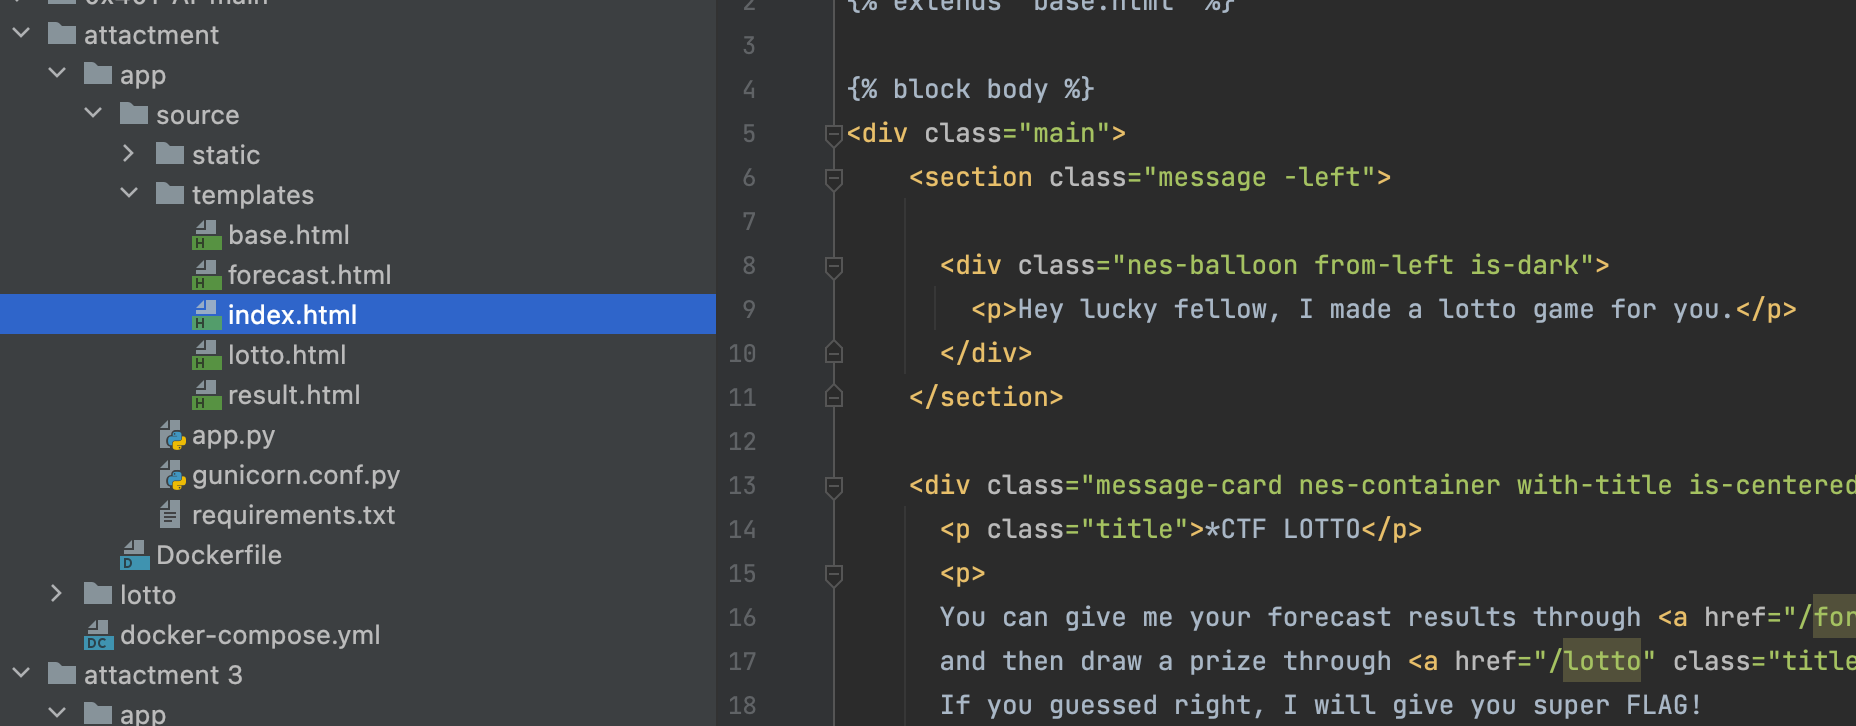 attactment
app
source
static
templates
base.html
forecast.html
index.html
lotto.html
result.html
app.py
gunicorn.conf.py
requirements.txt
Dockerfile
lotto
docker-compose.yml
attactment 3
app
2 {% extends "base.html" %}
3
4 {% block body %}
5 <div class="main">
6 <section class="message -left">
7
8 <div class="nes-balloon from-left is-dark">
9 <p>Hey lucky fellow, I made a lotto game for you.</p>
10 </div>
11 </section>
12
13 <div class="message-card nes-container with-title is-centered
14 <p class="title">*CTF LOTTO</p>
15 <p>
16 You can give me your forecast results through <a href="/for
17 and then draw a prize through <a href="/lotto" class="title
18 If you guessed right, I will give you super FLAG!